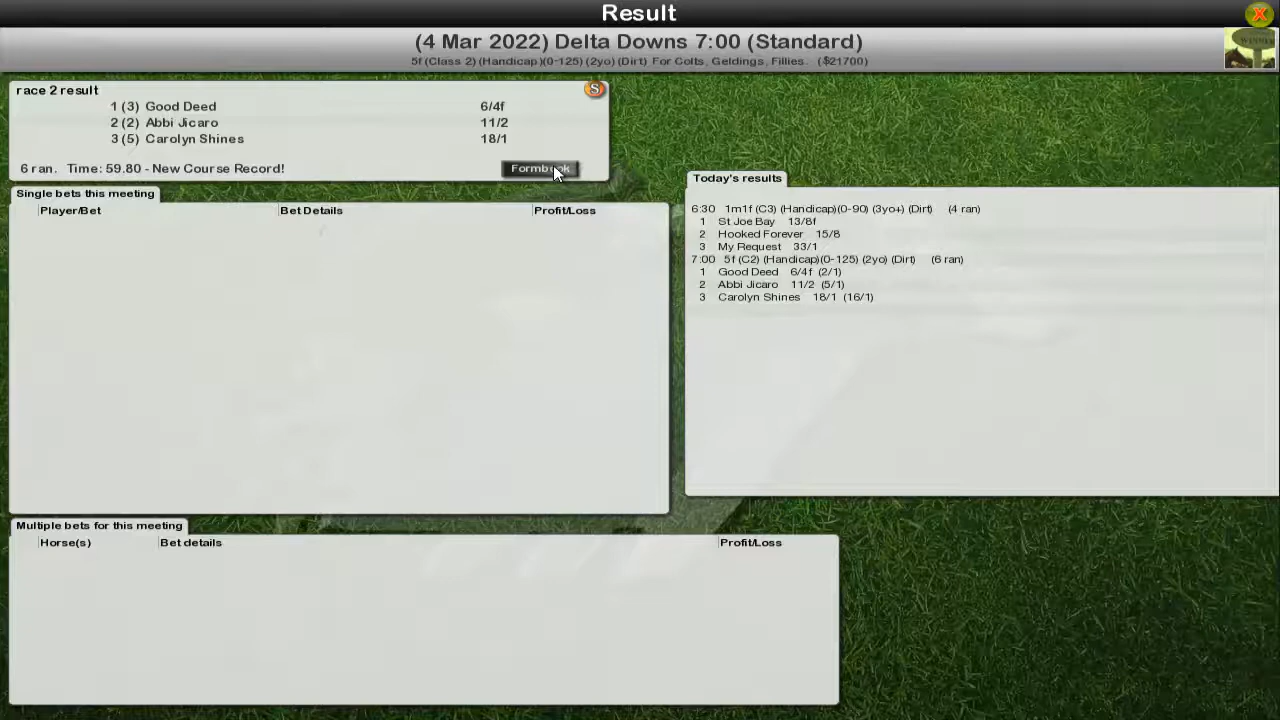 Result
(4 Mar 2022) Delta Downs 7:00 (Standard)
5f (Class 2) (Handicap)(0-125) (2yo) (Dirt) For Colts, Geldings, Fillies. ($21700)
race 2 result
S
1 (3) Good Deed 6/4f
2 (2) Abbi Jicaro 11/2
3 (5) Carolyn Shines 18/1
6 ran. Time: 59.80 - New Course Record!
Formbook
Single bets this meeting
Player/Bet Bet Details Profit/Loss
Today's results
6:30 1m1f (C3) (Handicap)(0-90) (3yo+) (Dirt) (4 ran)
1 St Joe Bay 13/8f
2 Hooked Forever 15/8
3 My Request 33/1
7:00 5f (C2) (Handicap)(0-125) (2yo) (Dirt) (6 ran)
1 Good Deed 6/4f (2/1)
2 Abbi Jicaro 11/2 (5/1)
3 Carolyn Shines 18/1 (16/1)
Multiple bets for this meeting
Horse(s) Bet details Profit/Loss